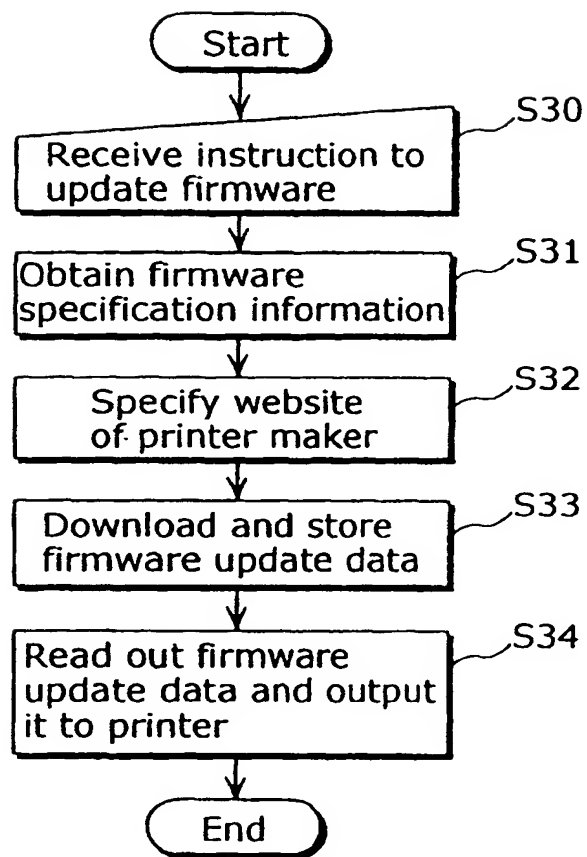 Start
S30
Receive instruction to
update firmware
S31
Obtain firmware
specification information
S32
Specify website
of printer maker
S33
Download and store
firmware update data
S34
Read out firmware
update data and output
it to printer
End